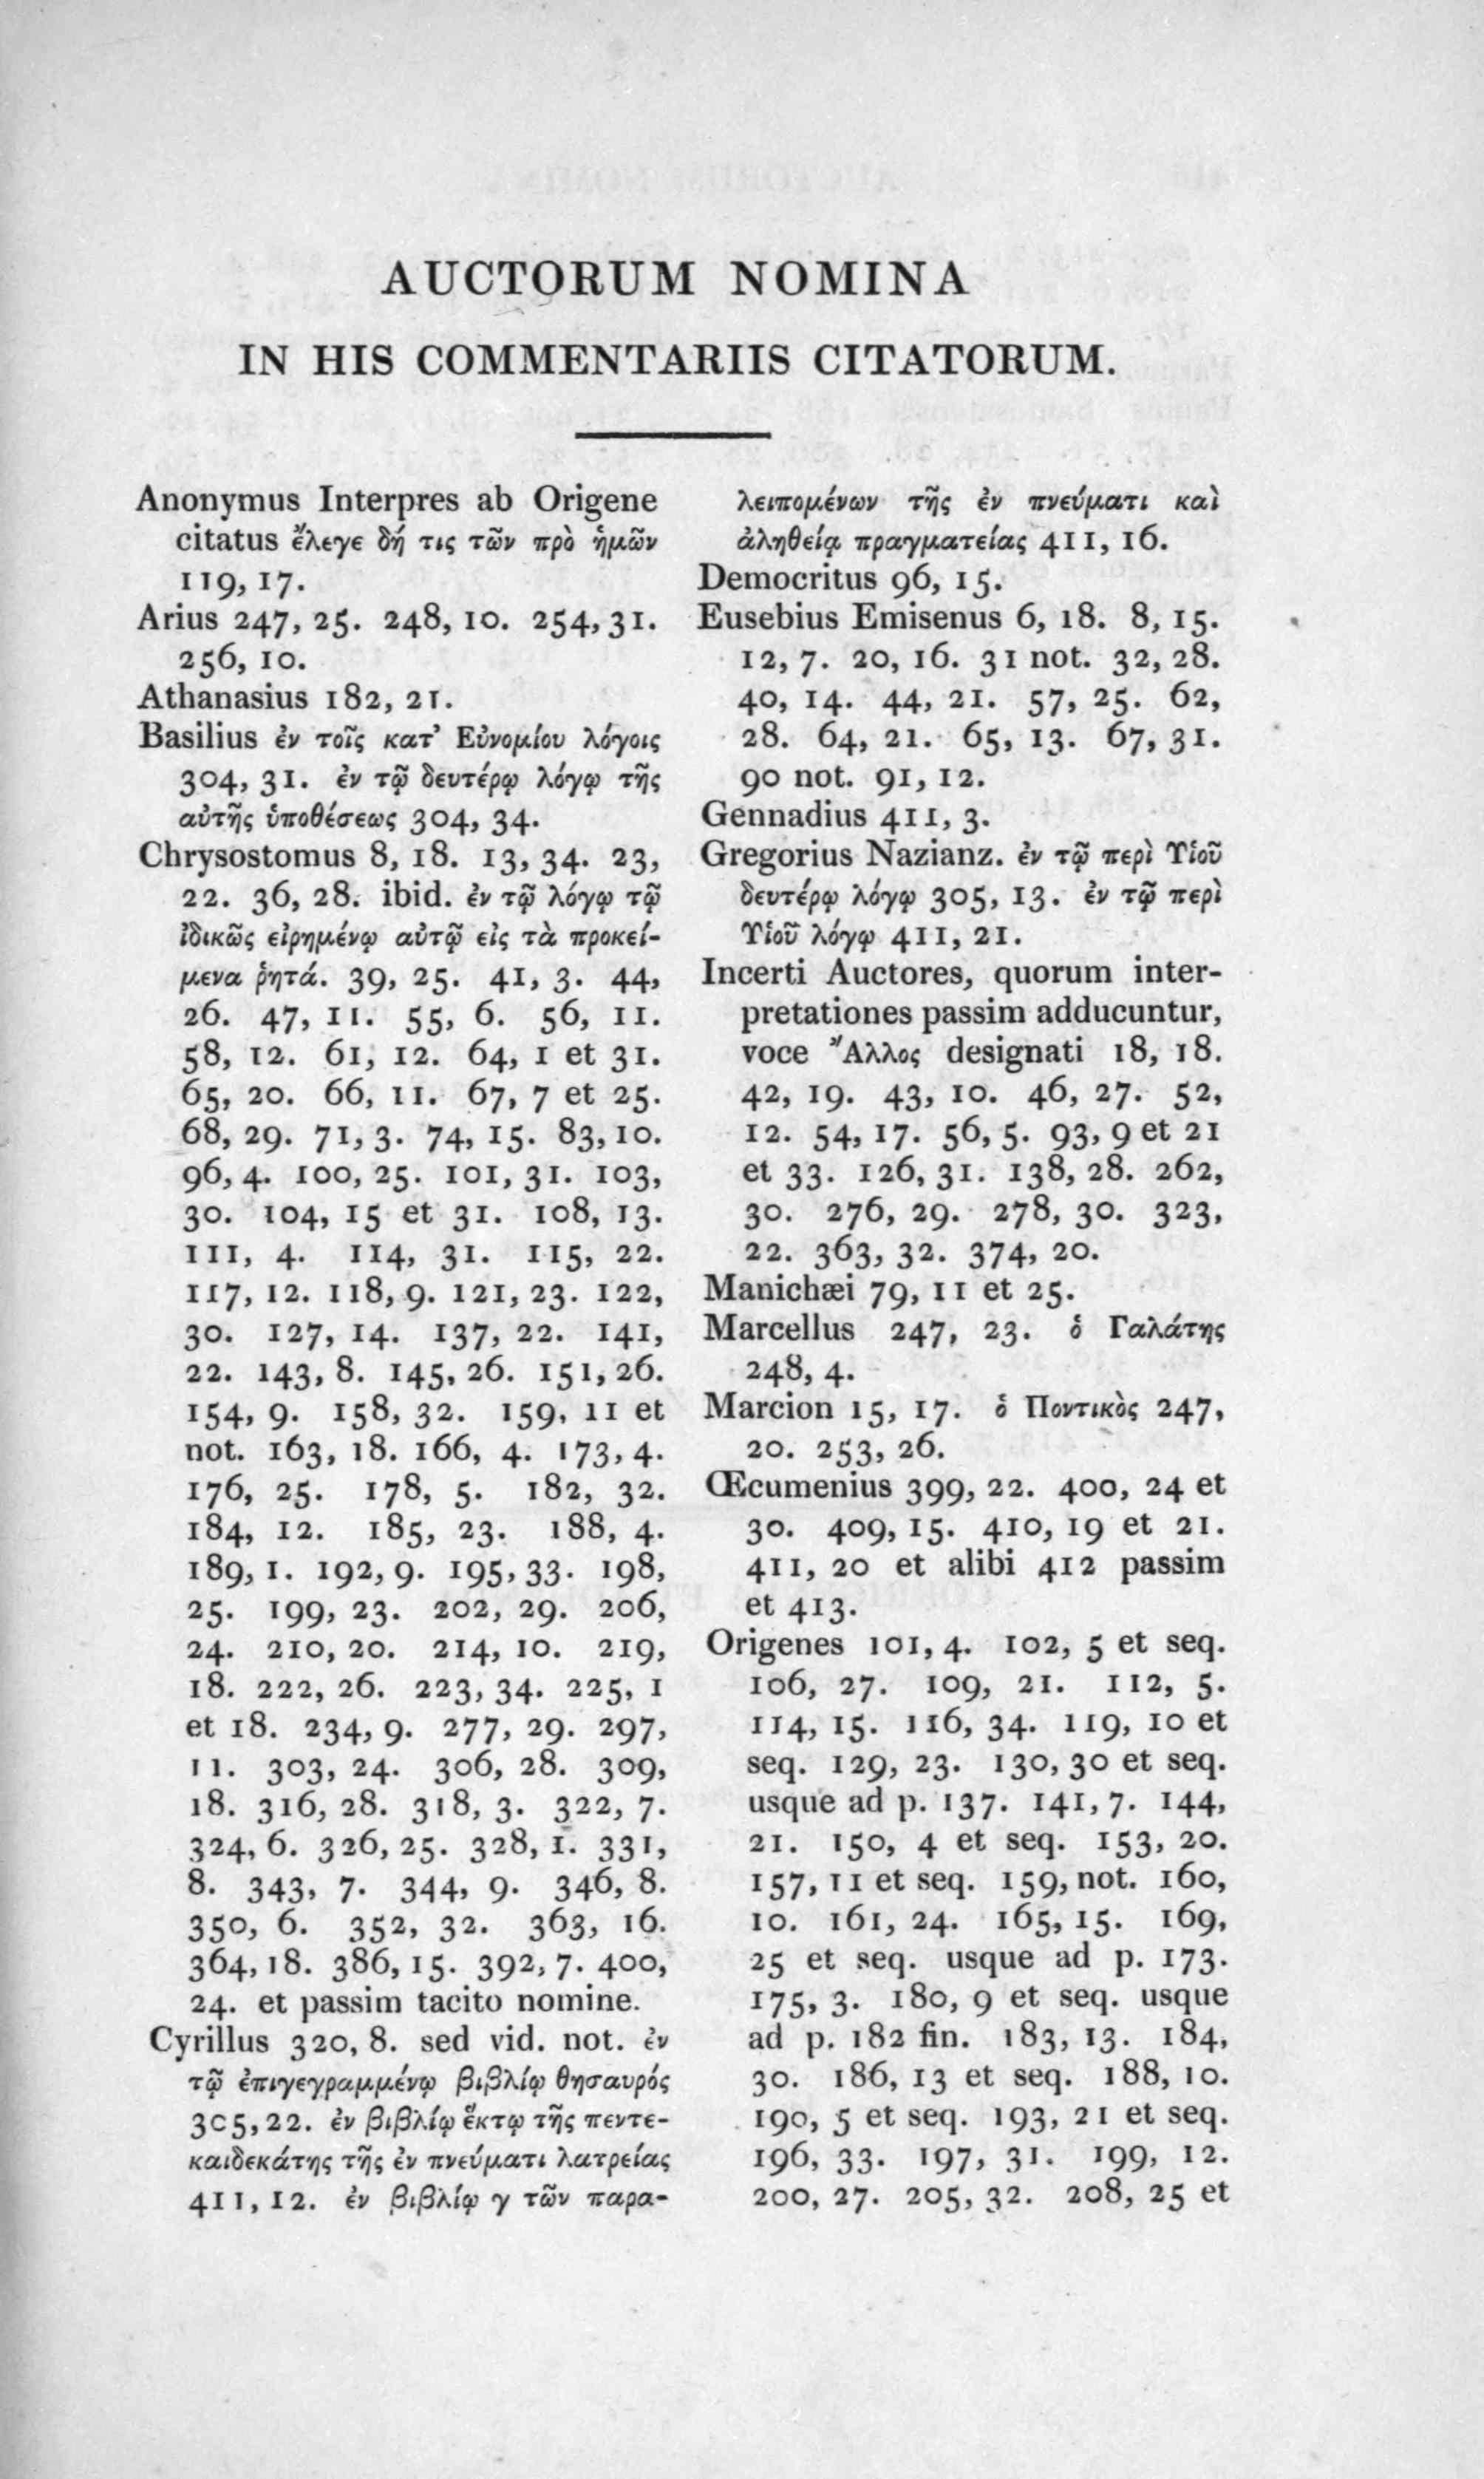 AUCTORUM NOMINA
IN HIS COMMENTARIIS CITATORUM.
Anonymus Interpres ab Origene
citatus ἔλεγε δή τις τῶν πρὸ ἡμῶν
119, 17.
Arius 247, 25. 248, 10. 254, 31.
256, 10.
Athanasius 182, 21.
Basilius ἐν τοῖς κατ' Εὐνομίου λόγοις
304, 31. ἐν τῷ δευτέρῳ λόγῳ τῆς
αὐτῆς ὑποθέσεως 304, 34.
Chrysostomus 8, 18. 13, 34. 23,
22. 36, 28. ibid. ἐν τῷ λόγῳ τῷ
ἰδικῶς εἰρημένῳ αὐτῷ εἰς τὰ προκεί-
μενα ῥητά. 39, 25. 41, 3. 44,
26. 47, 11. 55, 6. 56, 11.
58, 12. 61, 12. 64, 1 et 31.
65, 20. 66, 11. 67, 7 et 25.
68, 29. 71, 3. 74, 15. 83, 10.
96, 4. 100, 25. 101, 31. 103,
30. 104, 15 et 31. 108, 13.
111, 4. 114, 31. 115, 22.
117, 12. 118, 9. 121, 23. 122,
30. 127, 14. 137, 22. 141,
22. 143, 8. 145, 26. 151, 26.
154, 9. 158, 32. 159, 11 et
not. 163, 18. 166, 4. 173, 4.
176, 25. 178, 5. 182, 32.
184, 12. 185, 23. 188, 4.
189, 1. 192, 9. 195, 33. 198,
25. 199, 23. 202, 29. 206,
24. 210, 20. 214, 10. 219,
18. 222, 26. 223, 34. 225, 1
et 18. 234, 9. 277, 29. 297,
11. 303, 24. 306, 28. 309,
18. 316, 28. 318, 3. 322, 7.
324, 6. 326, 25. 328, 1. 331,
8. 343, 7. 344, 9. 346, 8.
350, 6. 352, 32. 363, 16.
364, 18. 386, 15. 392, 7. 400,
24. et passim tacito nomine.
Cyrillus 320, 8. sed vid. not. ἐν
τῷ ἐπιγεγραμμένῳ βιβλίῳ θησαυρός
305, 22. ἐν βιβλίῳ ἕκτῳ τῆς πεντε-
καιδεκάτης τῆς ἐν πνεύματι λατρείας
411, 12. ἐν βιβλίῳ γ τῶν παρα-
λειπομένων τῆς ἐν πνεύματι καὶ
ἀληθείᾳ πραγματείας 411, 16.
Democritus 96, 15.
Eusebius Emisenus 6, 18. 8, 15.
12, 7. 20, 16. 31 not. 32, 28.
40, 14. 44, 21. 57, 25. 62,
28. 64, 21. 65, 13. 67, 31.
90 not. 91, 12.
Gennadius 411, 3.
Gregorius Nazianz. ἐν τῷ περὶ Υἱοῦ
δευτέρῳ λόγῳ 305, 13. ἐν τῷ περὶ
Υἱοῦ λόγῳ 411, 21.
Incerti Auctores, quorum inter-
pretationes passim adducuntur,
voce Ἄλλος designati 18, 18.
42, 19. 43, 10. 46, 27. 52,
12. 54, 17. 56, 5. 93, 9 et 21
et 33. 126, 31. 138, 28. 262,
30. 276, 29. 278, 30. 323,
22. 363, 32. 374, 20.
Manichæi 79, 11 et 25.
Marcellus 247, 23. ὁ Γαλάτης
248, 4.
Marcion 15, 17. ὁ Ποντικὸς 247,
20. 253, 26.
Œcumenius 399, 22. 400, 24 et
30. 409, 15. 410, 19 et 21.
411, 20 et alibi 412 passim
et 413.
Origenes 101, 4. 102, 5 et seq.
106, 27. 109, 21. 112, 5.
114, 15. 116, 34. 119, 10 et
seq. 129, 23. 130, 30 et seq.
usque ad p. 137. 141, 7. 144,
21. 150, 4 et seq. 153, 20.
157, 11 et seq. 159, not. 160,
10. 161, 24. 165, 15. 169,
25 et seq. usque ad p. 173.
175, 3. 180, 9 et seq. usque
ad p. 182 fin. 183, 13. 184,
30. 186, 13 et seq. 188, 10.
190, 5 et seq. 193, 21 et seq.
196, 33. 197, 31. 199, 12.
200, 27. 205, 32. 208, 25 et